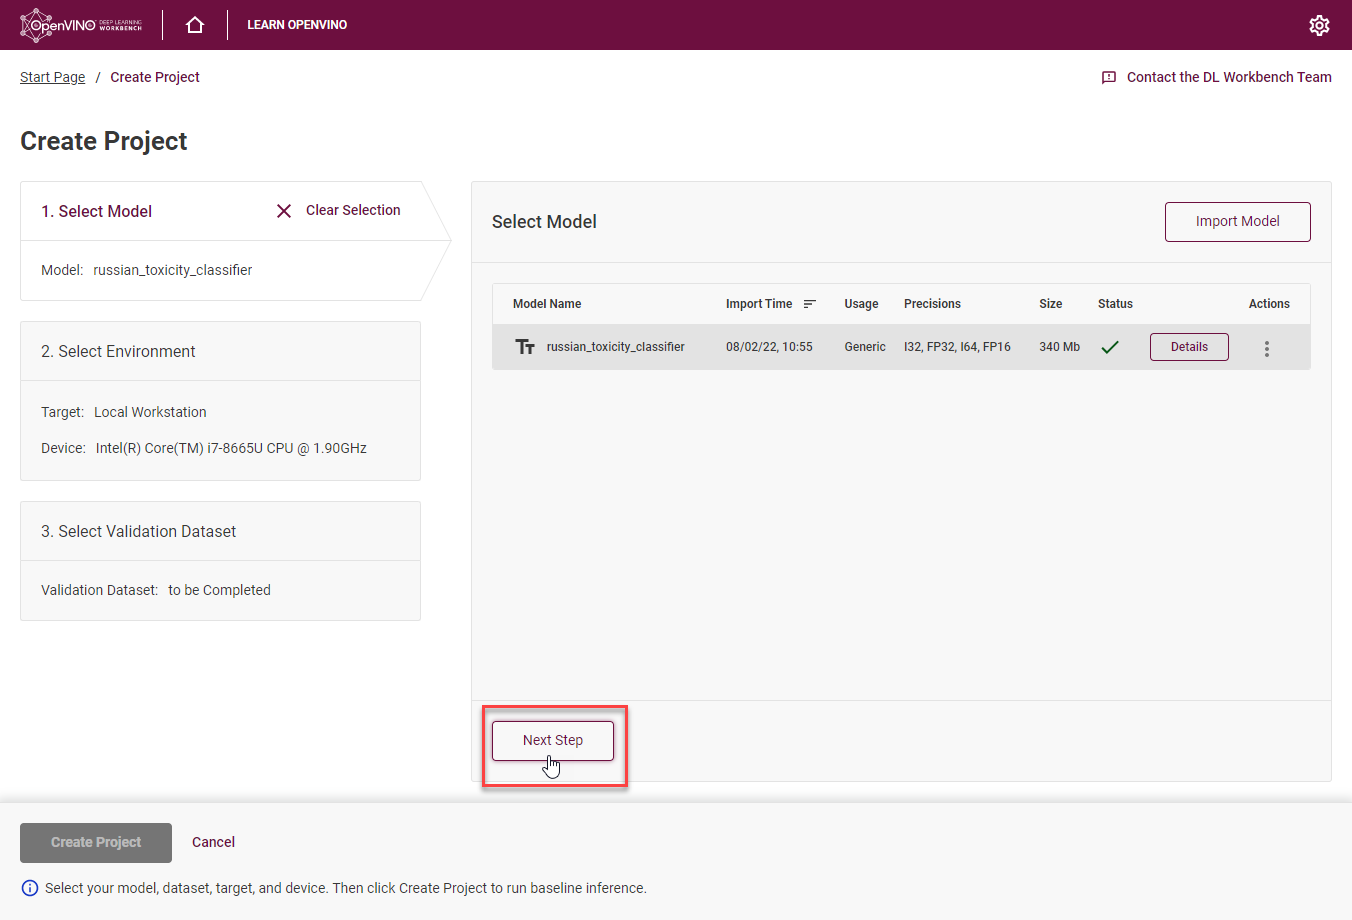 OpenVINO DEEP LEARNING WORKBENCH
LEARN OPENVINO
Start Page / Create Project
Contact the DL Workbench Team
Create Project
1. Select Model
Clear Selection
Model: russian_toxicity_classifier
2. Select Environment
Target: Local Workstation
Device: Intel(R) Core(TM) i7-8665U CPU @ 1.90GHz
3. Select Validation Dataset
Validation Dataset: to be Completed
Select Model
Import Model
Model Name Import Time Usage Precisions Size Status Actions
russian_toxicity_classifier 08/02/22, 10:55 Generic I32, FP32, I64, FP16 340 Mb Details
Next Step
Create Project
Cancel
Select your model, dataset, target, and device. Then click Create Project to run baseline inference.